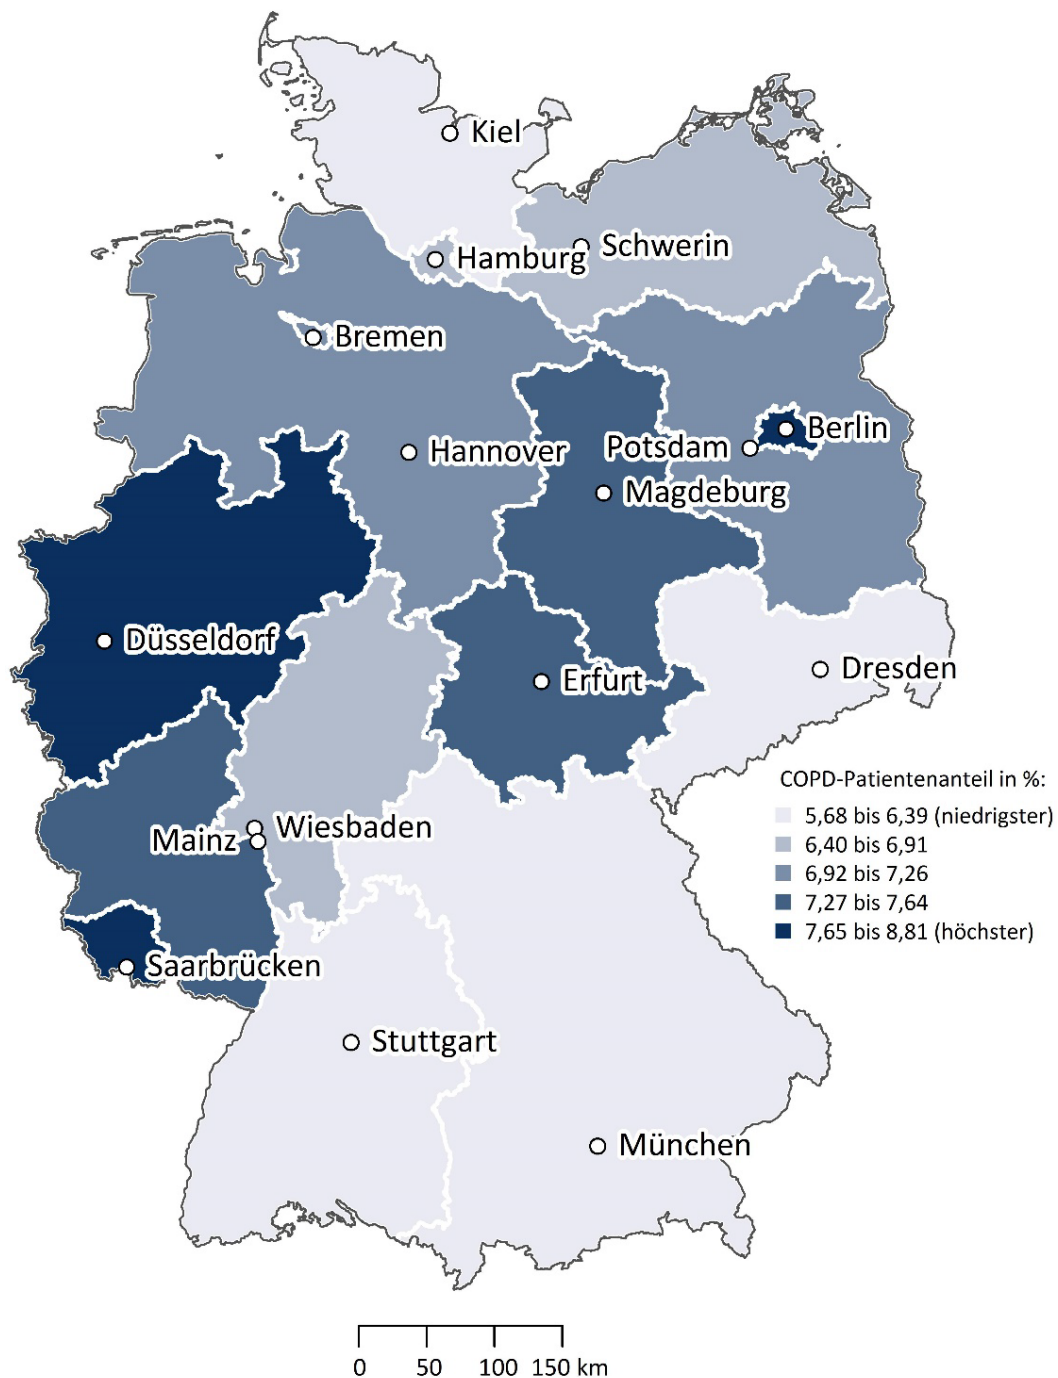 Kiel
Schwerin
Hamburg
Bremen
Berlin
Potsdam
Hannover
Magdeburg
Düsseldorf
Erfurt
Dresden
COPD-Patientenanteil in %:
5,68 bis 6,39 (niedrigster)
6,40 bis 6,91
6,92 bis 7,26
7,27 bis 7,64
7,65 bis 8,81 (höchster)
Wiesbaden
Mainz
Saarbrücken
Stuttgart
München
0 50 100 150 km